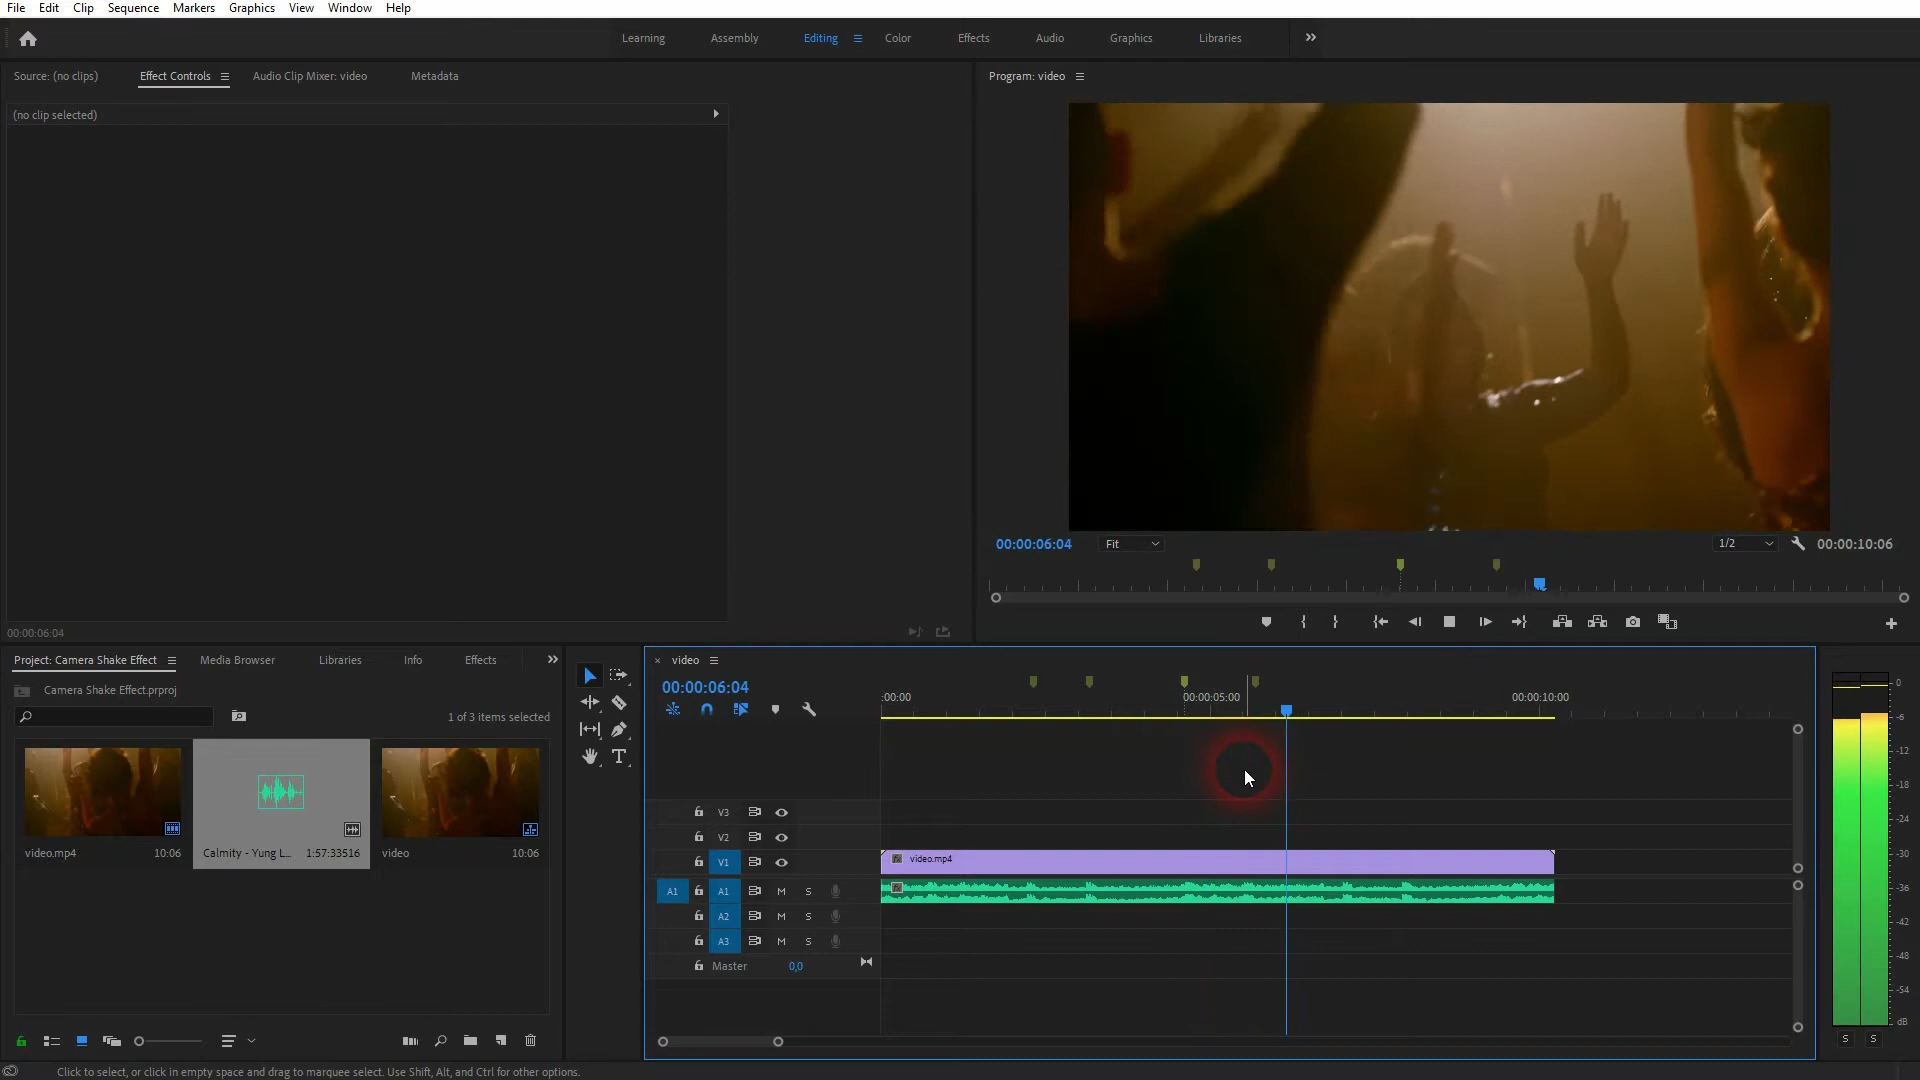 File Edit Clip Sequence Markers Graphics View Window Help
Learning Assembly Editing Color Effects Audio Graphics Libraries
Source: (no clips) Effect Controls Audio Clip Mixer: video Metadata
(no clip selected)
00:00:06:04
Program: video
00:00:06:04 Fit 1/2 00:00:10:06
Project: Camera Shake Effect Media Browser Libraries Info Effects
Camera Shake Effect.prproj
1 of 3 items selected
video.mp4 10:06
Calmity - Yung L... 1:57:33516
video 10:06
× video
00:00:06:04
:00:00 00:00:05:00 00:00:10:00
V3
V2
V1 video.mp4
A1 A1 M S
A2 M S
A3 M S
Master 0,0
0
-6
-12
-18
-24
-30
-36
-42
-48
-54
dB
S S
Click to select, or click in empty space and drag to marquee select. Use Shift, Alt, and Ctrl for other options.